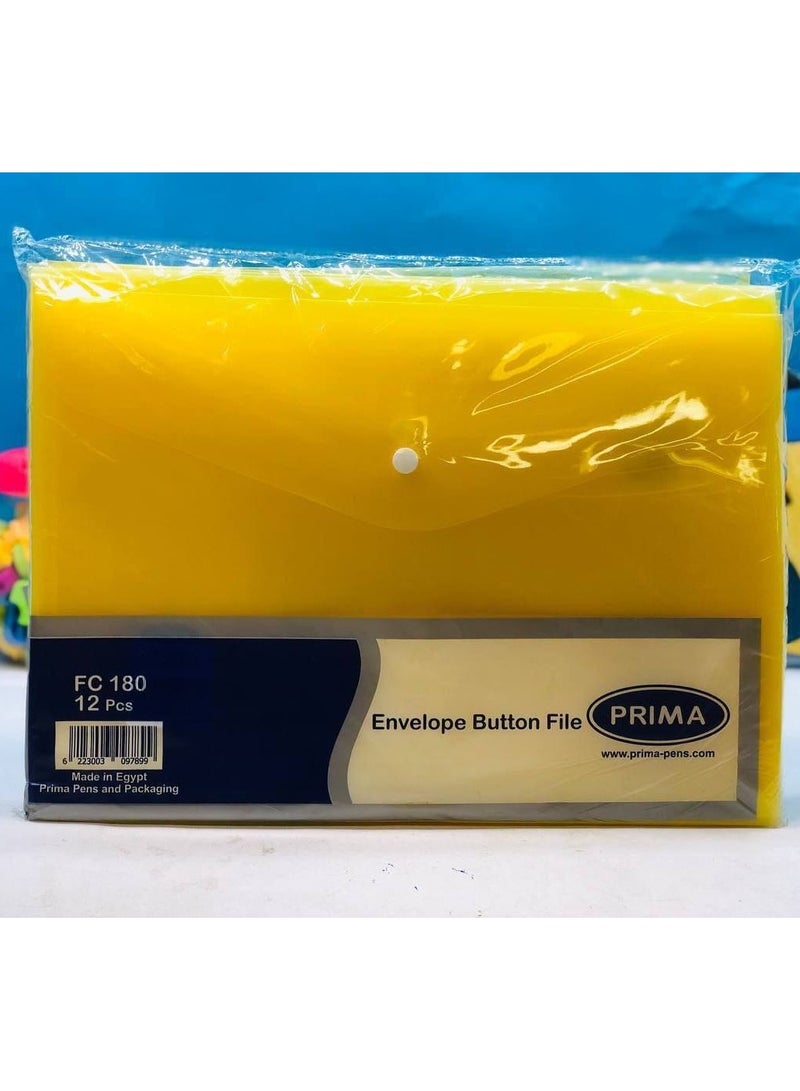 FC 180
12 Pcs
6 223003 097899
Made in Egypt
Prima Pens and Packaging
Envelope Button File
PRIMA
www.prima-pens.com